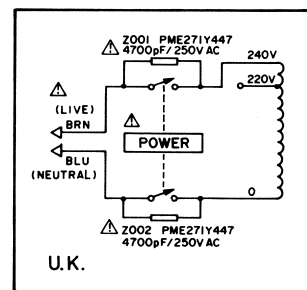 Z001 PME271Y447
4700pF/250V AC
240V
220V
(LIVE)
BRN
POWER
BLU
(NEUTRAL)
0
Z002 PME271Y447
4700pF/250V AC
U.K.